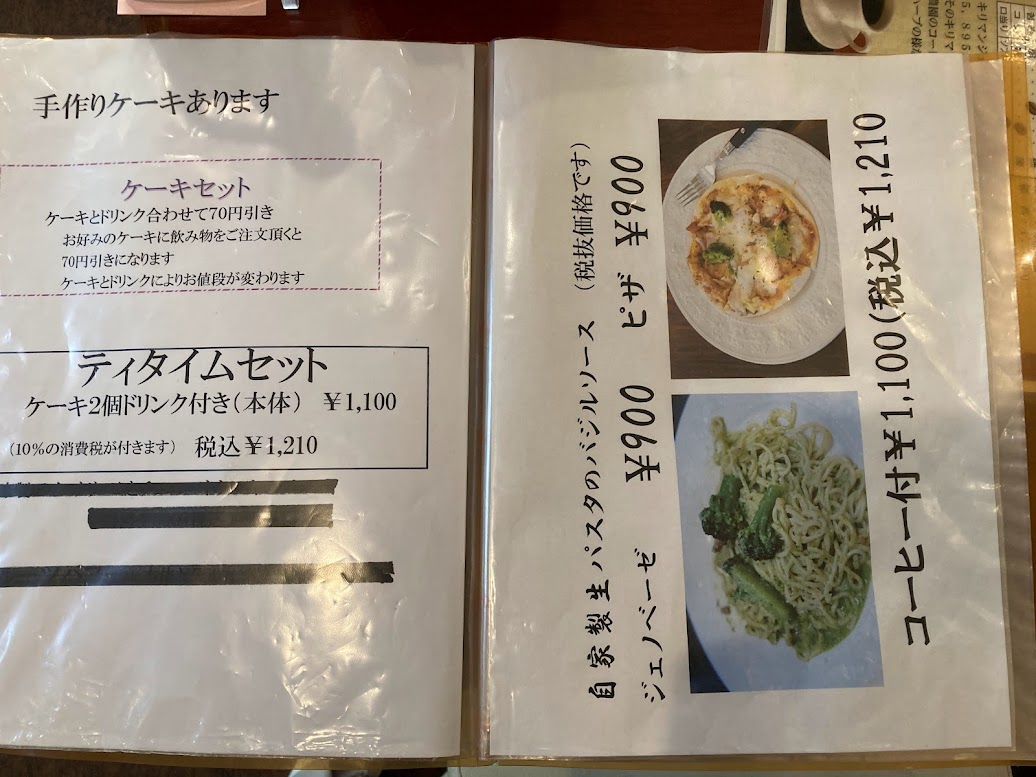 手作りケーキあります
ケーキセット
ケーキとドリンク合わせて70円引き
お好みのケーキに飲み物をご注文頂くと
70円引きになります
ケーキとドリンクによりお値段が変わります
ティタイムセット
ケーキ2個ドリンク付き（本体） ￥1,100
（10%の消費税が付きます） 税込￥1,210
自家製生パスタのバジルソース （税抜価格です）
ジェノベーゼ ￥900 ピザ ￥900
コーヒー付￥1,100（税込￥1,210